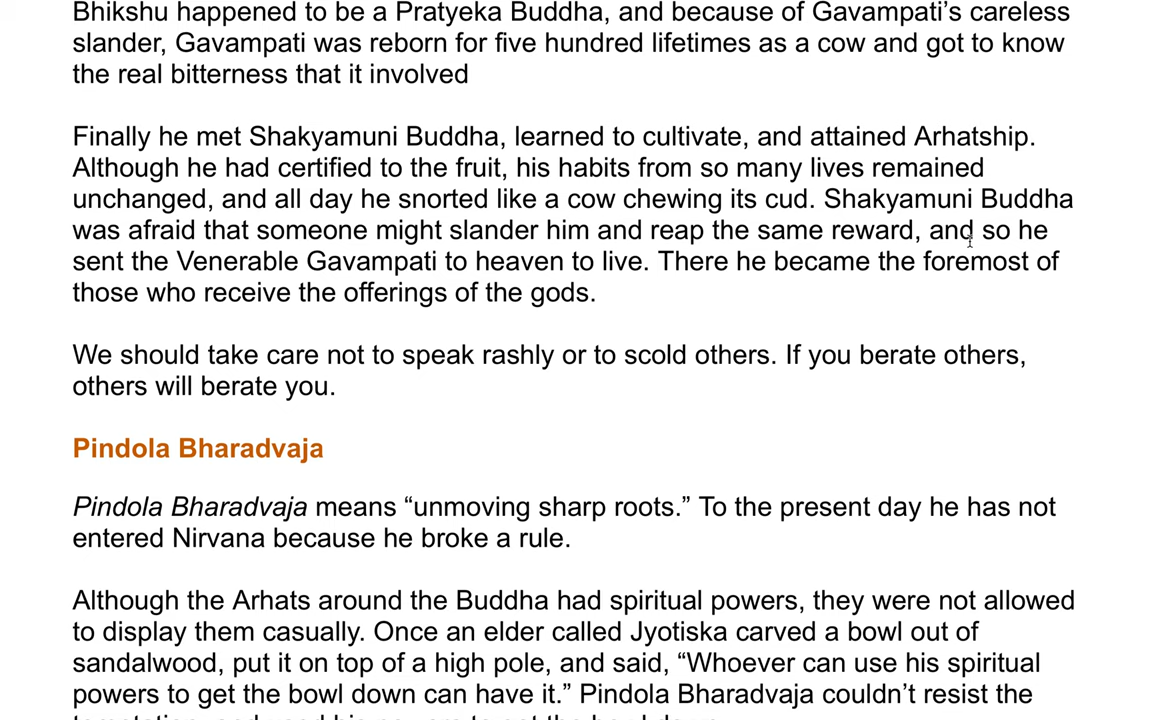 Bhikshu happened to be a Pratyeka Buddha, and because of Gavampati’s careless
slander, Gavampati was reborn for five hundred lifetimes as a cow and got to know
the real bitterness that it involved
Finally he met Shakyamuni Buddha, learned to cultivate, and attained Arhatship.
Although he had certified to the fruit, his habits from so many lives remained
unchanged, and all day he snorted like a cow chewing its cud. Shakyamuni Buddha
was afraid that someone might slander him and reap the same reward, and so he
sent the Venerable Gavampati to heaven to live. There he became the foremost of
those who receive the offerings of the gods.
We should take care not to speak rashly or to scold others. If you berate others,
others will berate you.
Pindola Bharadvaja
Pindola Bharadvaja means “unmoving sharp roots.” To the present day he has not
entered Nirvana because he broke a rule.
Although the Arhats around the Buddha had spiritual powers, they were not allowed
to display them casually. Once an elder called Jyotiska carved a bowl out of
sandalwood, put it on top of a high pole, and said, “Whoever can use his spiritual
powers to get the bowl down can have it.” Pindola Bharadvaja couldn’t resist the